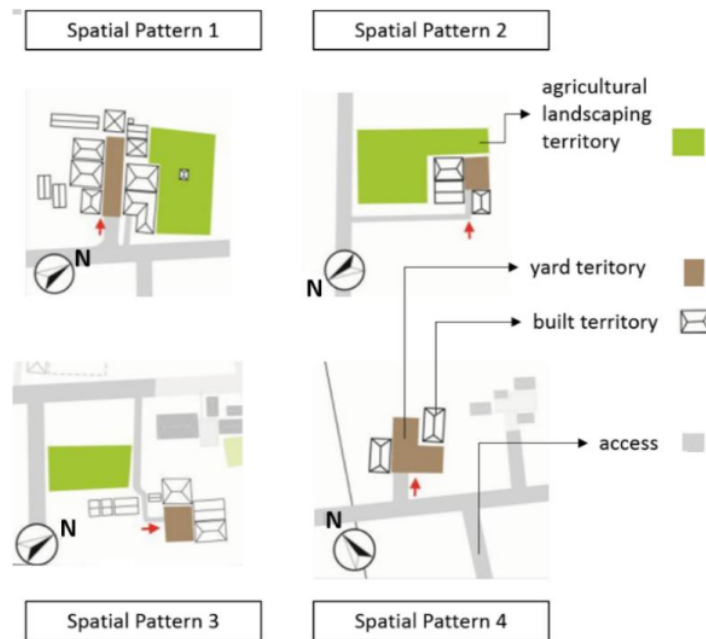 Spatial Pattern 1
Spatial Pattern 2
agricultural
landscaping
territory
N
N
yard teritory
built territory
N
N
access
Spatial Pattern 3
Spatial Pattern 4